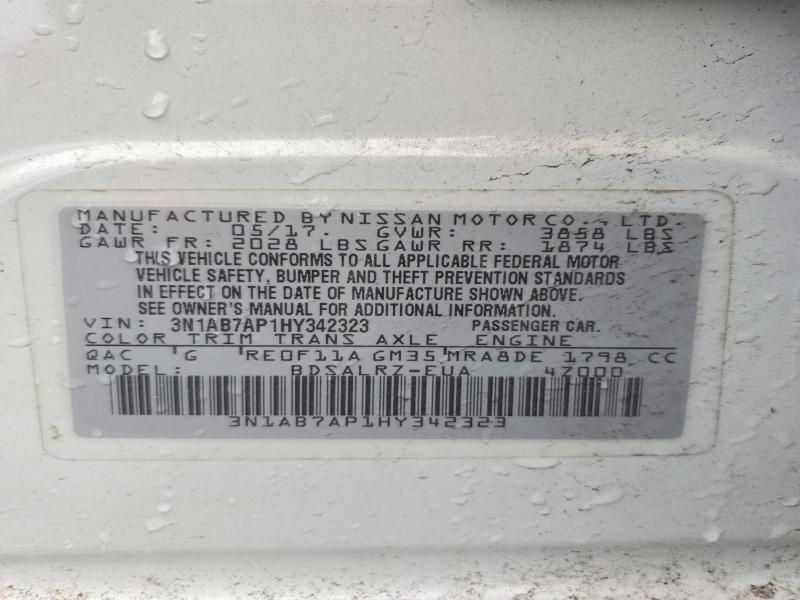 MANUFACTURED BY NISSAN MOTOR CO., LTD.
DATE: 05/17. GVWR: 3858 LBS
GAWR FR: 2028 LBS GAWR RR: 1874 LBS
THIS VEHICLE CONFORMS TO ALL APPLICABLE FEDERAL MOTOR
VEHICLE SAFETY, BUMPER AND THEFT PREVENTION STANDARDS
IN EFFECT ON THE DATE OF MANUFACTURE SHOWN ABOVE.
SEE OWNER'S MANUAL FOR ADDITIONAL INFORMATION.
VIN: 3N1AB7AP1HY342323 PASSENGER CAR.
COLOR TRIM TRANS AXLE ENGINE
QAC G RE0F11A GM35 MRA8DE 1798 CC
MODEL: BDSALRZ-EUA 4Z000
3N1AB7AP1HY342323